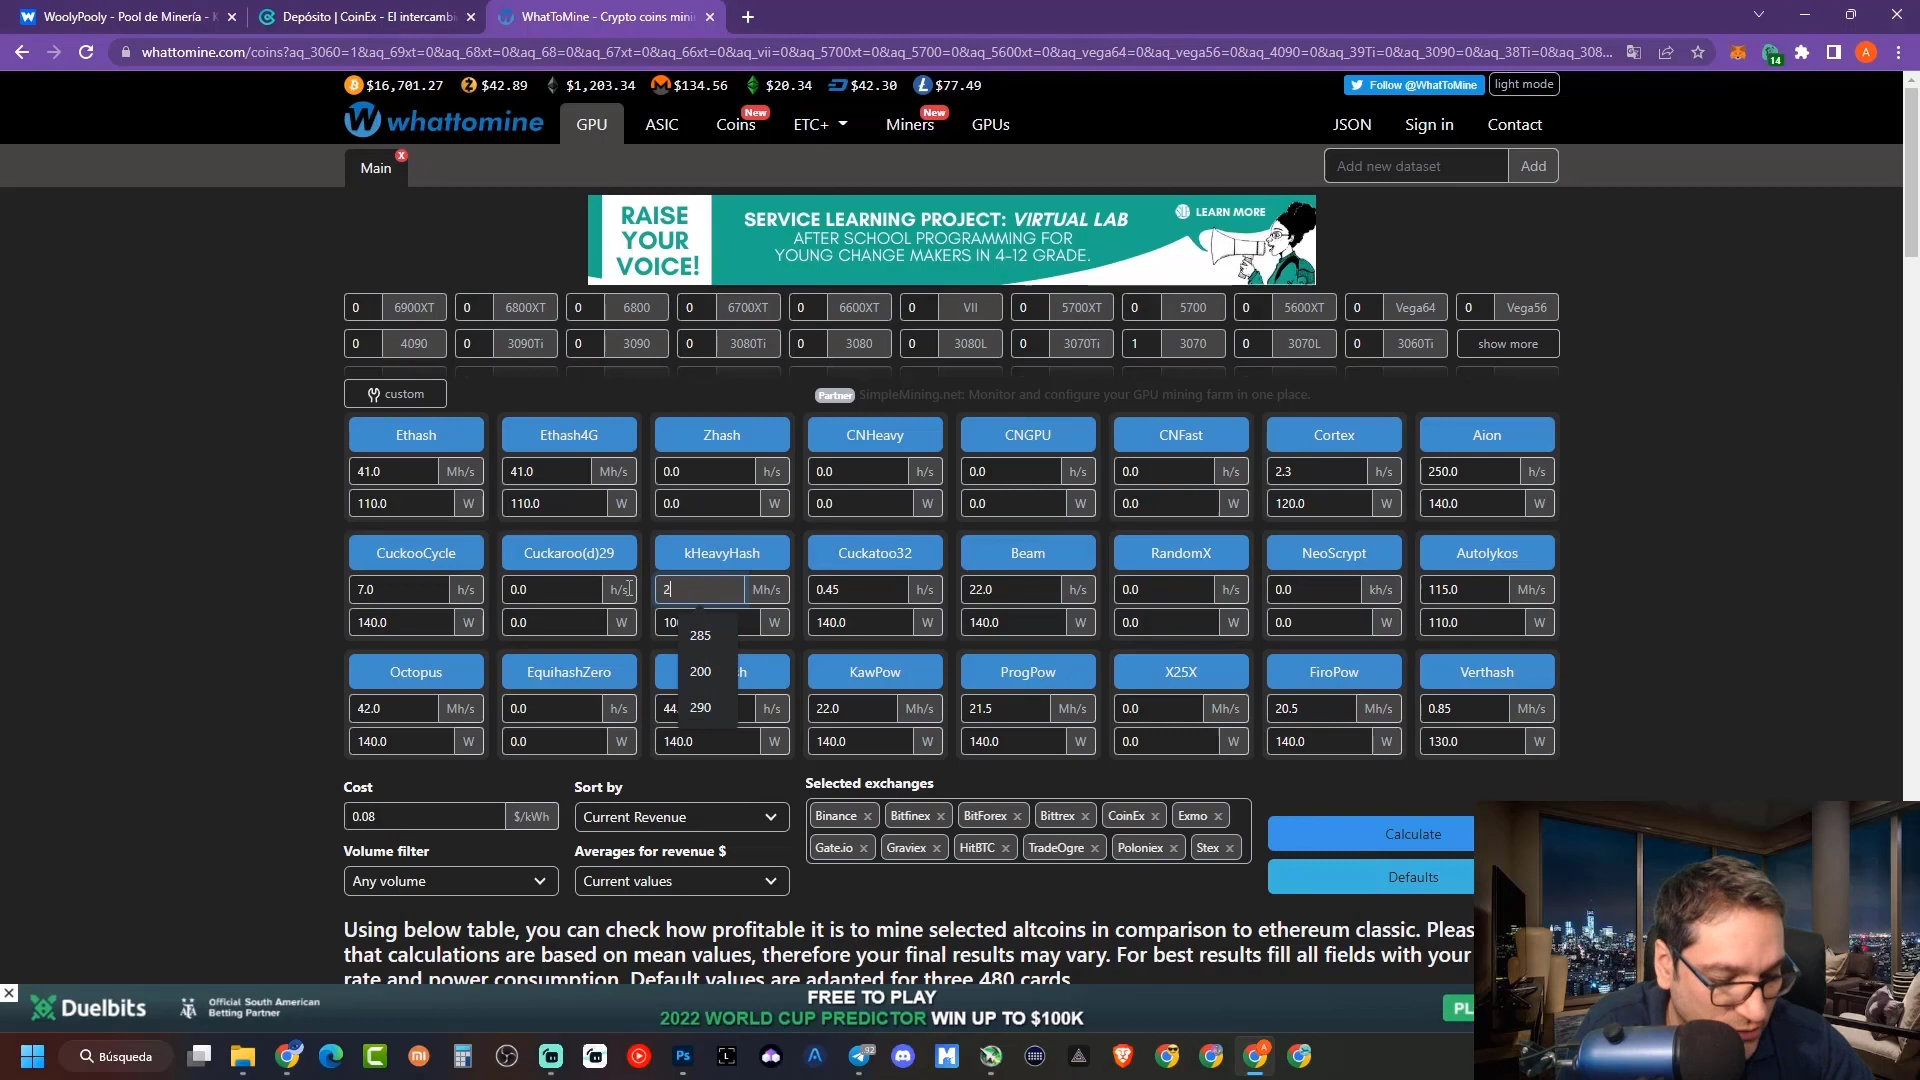 WoolyPooly - Pool de Minería - K
Depósito | CoinEx - El intercambi
WhatToMine - Crypto coins mini
whattomine.com/coins?aq_3060=1&aq_69xt=0&aq_68xt=0&aq_68=0&aq_67xt=0&aq_66xt=0&aq_vii=0&aq_5700xt=0&aq_5700=0&aq_5600xt=0&aq_vega64=0&aq_vega56=0&aq_4090=0&aq_39Ti=0&aq_3090=0&aq_38Ti=0&aq_308...
14
A
$16,701.27 $42.89 $1,203.34 $134.56 $20.34 $42.30 $77.49
Follow @WhatToMine light mode
whattomine GPU ASIC Coins New ETC+ Miners New GPUs JSON Sign in Contact
Main x Add new dataset Add
RAISE YOUR VOICE!
SERVICE LEARNING PROJECT: VIRTUAL LAB
AFTER SCHOOL PROGRAMMING FOR
YOUNG CHANGE MAKERS IN 4-12 GRADE.
LEARN MORE
0 6900XT 0 6800XT 0 6800 0 6700XT 0 6600XT 0 VII 0 5700XT 0 5700 0 5600XT 0 Vega64 0 Vega56
0 4090 0 3090Ti 0 3090 0 3080Ti 0 3080 0 3080L 0 3070Ti 1 3070 0 3070L 0 3060Ti show more
custom Partner SimpleMining.net: Monitor and configure your GPU mining farm in one place.
Ethash Ethash4G Zhash CNHeavy CNGPU CNFast Cortex Aion
41.0 Mh/s 41.0 Mh/s 0.0 h/s 0.0 h/s 0.0 h/s 0.0 h/s 2.3 h/s 250.0 h/s
110.0 W 110.0 W 0.0 W 0.0 W 0.0 W 0.0 W 120.0 W 140.0 W
CuckooCycle Cuckaroo(d)29 kHeavyHash Cuckatoo32 Beam RandomX NeoScrypt Autolykos
7.0 h/s 0.0 h/s 2 Mh/s 0.45 h/s 22.0 h/s 0.0 h/s 0.0 kh/s 115.0 Mh/s
140.0 W 0.0 W 10 W 140.0 W 140.0 W 0.0 W 0.0 W 110.0 W
285
200
290
Octopus EquihashZero h KawPow ProgPow X25X FiroPow Verthash
42.0 Mh/s 0.0 h/s 44 h/s 22.0 Mh/s 21.5 Mh/s 0.0 Mh/s 20.5 Mh/s 0.85 Mh/s
140.0 W 0.0 W 140.0 W 140.0 W 140.0 W 0.0 W 140.0 W 130.0 W
Cost Sort by Selected exchanges
0.08 $/kWh Current Revenue Binance × Bitfinex × BitForex × Bittrex × CoinEx × Exmo × Calculate
Volume filter Averages for revenue $ Gate.io × Graviex × HitBTC × TradeOgre × Poloniex × Stex ×
Any volume Current values Defaults
Using below table, you can check how profitable it is to mine selected altcoins in comparison to ethereum classic. Pleas
that calculations are based on mean values, therefore your final results may vary. For best results fill all fields with your
rate and power consumption. Default values are adapted for three 480 cards.
Duelbits Official South American
Betting Partner
FREE TO PLAY
2022 WORLD CUP PREDICTOR WIN UP TO $100K
PL
Búsqueda
Ps
92